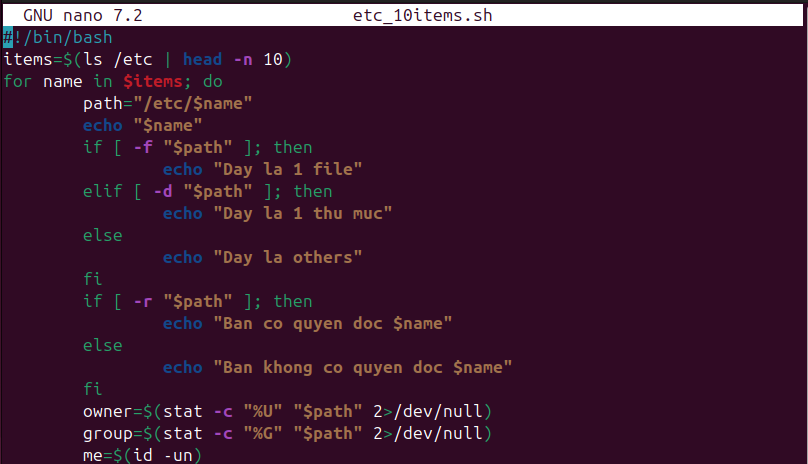 GNU nano 7.2 etc_10items.sh
#!/bin/bash
items=$(ls /etc | head -n 10)
for name in $items; do
        path="/etc/$name"
        echo "$name"
        if [ -f "$path" ]; then
                echo "Day la 1 file"
        elif [ -d "$path" ]; then
                echo "Day la 1 thu muc"
        else
                echo "Day la others"
        fi
        if [ -r "$path" ]; then
                echo "Ban co quyen doc $name"
        else
                echo "Ban khong co quyen doc $name"
        fi
        owner=$(stat -c "%U" "$path" 2>/dev/null)
        group=$(stat -c "%G" "$path" 2>/dev/null)
        me=$(id -un)